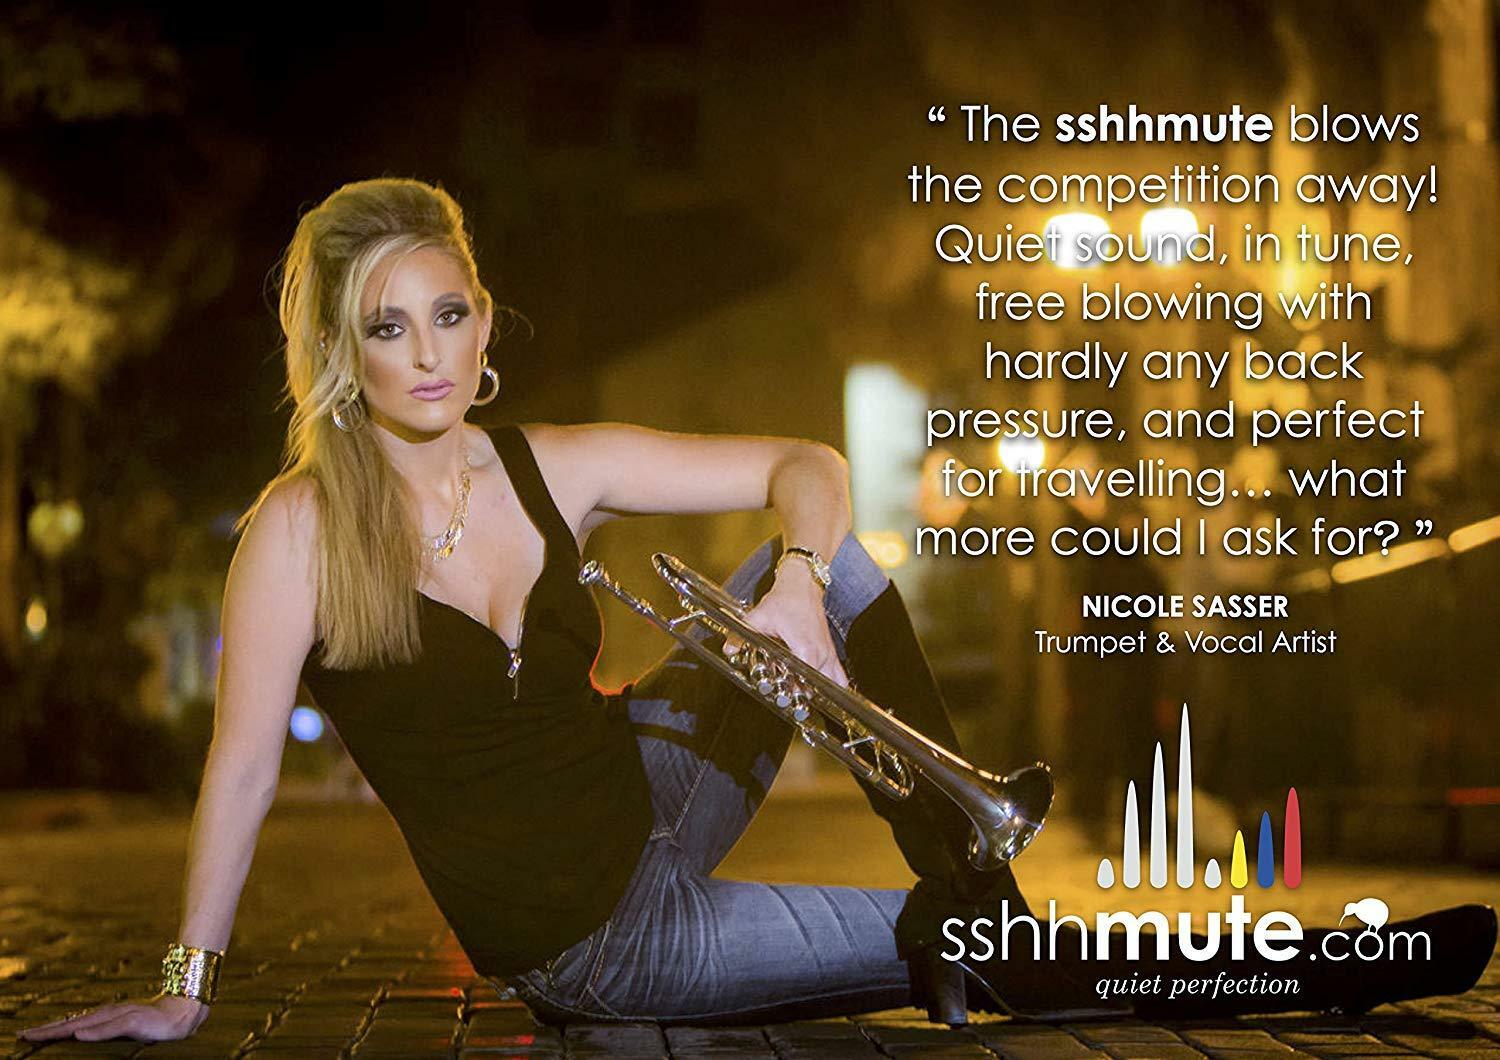 “ The sshhmute blows
the competition away!
Quiet sound, in tune,
free blowing with
hardly any back
pressure, and perfect
for travelling... what
more could I ask for? ”
NICOLE SASSER
Trumpet & Vocal Artist
sshhmute.com
quiet perfection